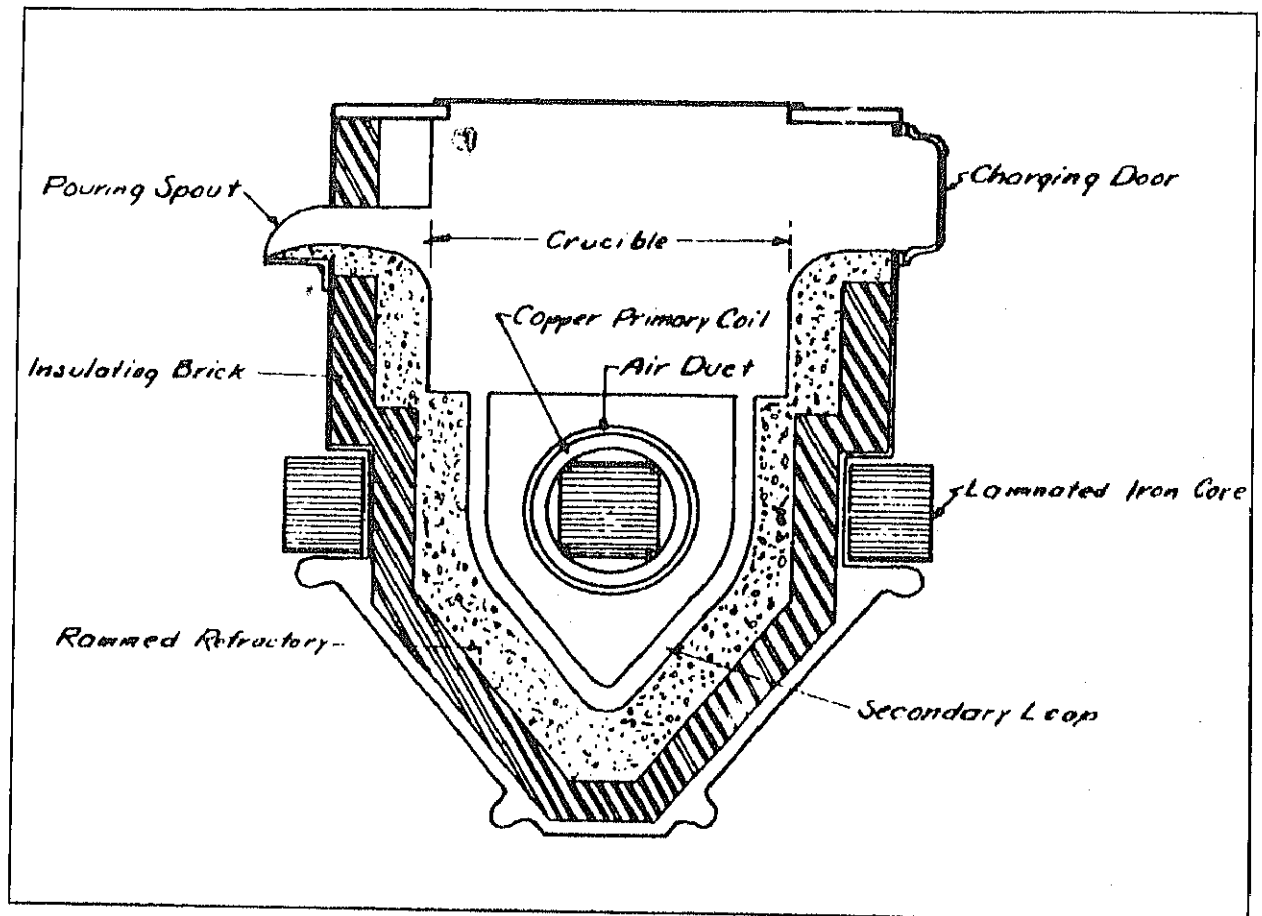 Pouring Spout
Charging Door
Crucible
Copper Primary Coil
Air Duct
Insulating Brick
Laminated Iron Core
Rammed Refractory
Secondary Loop